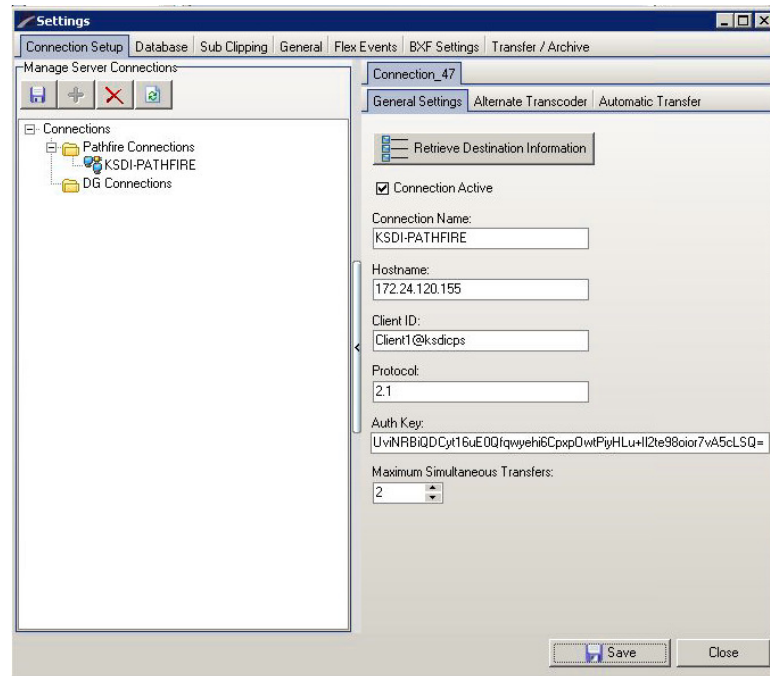 Settings
Connection Setup Database Sub Clipping General Flex Events BXF Settings Transfer / Archive
Manage Server Connections
Connections
Pathfire Connections
KSDI-PATHFIRE
DG Connections
Connection_47
General Settings Alternate Transcoder Automatic Transfer
Retrieve Destination Information
Connection Active
Connection Name:
KSDI-PATHFIRE
Hostname:
172.24.120.155
Client ID:
Client1@ksdicps
Protocol:
2.1
Auth Key:
UviNRBiQDCyt16uE0Qfqwyehi6CpxpOwtPiyHLu+II2te98oior7vA5cLSQ=
Maximum Simultaneous Transfers:
2
Save Close